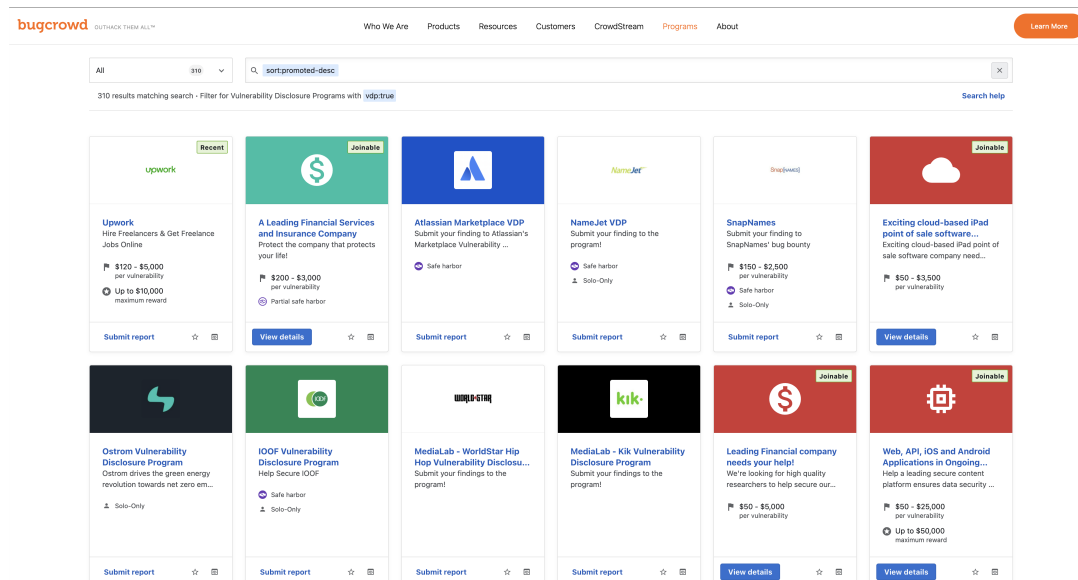 bugcrowd OUTHACK THEM ALL™
Who We Are Products Resources Customers CrowdStream Programs About
Learn More
All 310
sort:promoted-desc
310 results matching search • Filter for Vulnerability Disclosure Programs with vdp:true
Search help
Recent
upwork
Upwork
Hire Freelancers & Get Freelance
Jobs Online
$120 - $5,000
per vulnerability
Up to $10,000
maximum reward
Submit report
Joinable
A Leading Financial Services
and Insurance Company
Protect the company that protects
your life!
$200 - $3,000
per vulnerability
Partial safe harbor
View details
Atlassian Marketplace VDP
Submit your finding to Atlassian's
Marketplace Vulnerability ...
Safe harbor
Submit report
NameJet
NameJet VDP
Submit your finding to the
program!
Safe harbor
Solo-Only
Submit report
Snap[NAMES]
SnapNames
Submit your finding to
SnapNames' bug bounty
$150 - $2,500
per vulnerability
Safe harbor
Solo-Only
Submit report
Joinable
Exciting cloud-based iPad
point of sale software...
Exciting cloud-based iPad point of
sale software company need...
$50 - $3,500
per vulnerability
View details
Ostrom Vulnerability
Disclosure Program
Ostrom drives the green energy
revolution towards net zero em...
Solo-Only
Submit report
IOOF
IOOF Vulnerability
Disclosure Program
Help Secure IOOF
Safe harbor
Solo-Only
Submit report
WORLDSTAR
MediaLab - WorldStar Hip
Hop Vulnerability Disclosu...
Submit your findings to the
program!
Submit report
kik·
MediaLab - Kik Vulnerability
Disclosure Program
Submit your findings to the
program!
Submit report
Joinable
Leading Financial company
needs your help!
We're looking for high quality
researchers to help secure our...
$50 - $5,000
per vulnerability
View details
Joinable
Web, API, iOS and Android
Applications in Ongoing...
Help a leading secure content
platform ensures data security ...
$50 - $25,000
per vulnerability
Up to $50,000
maximum reward
View details